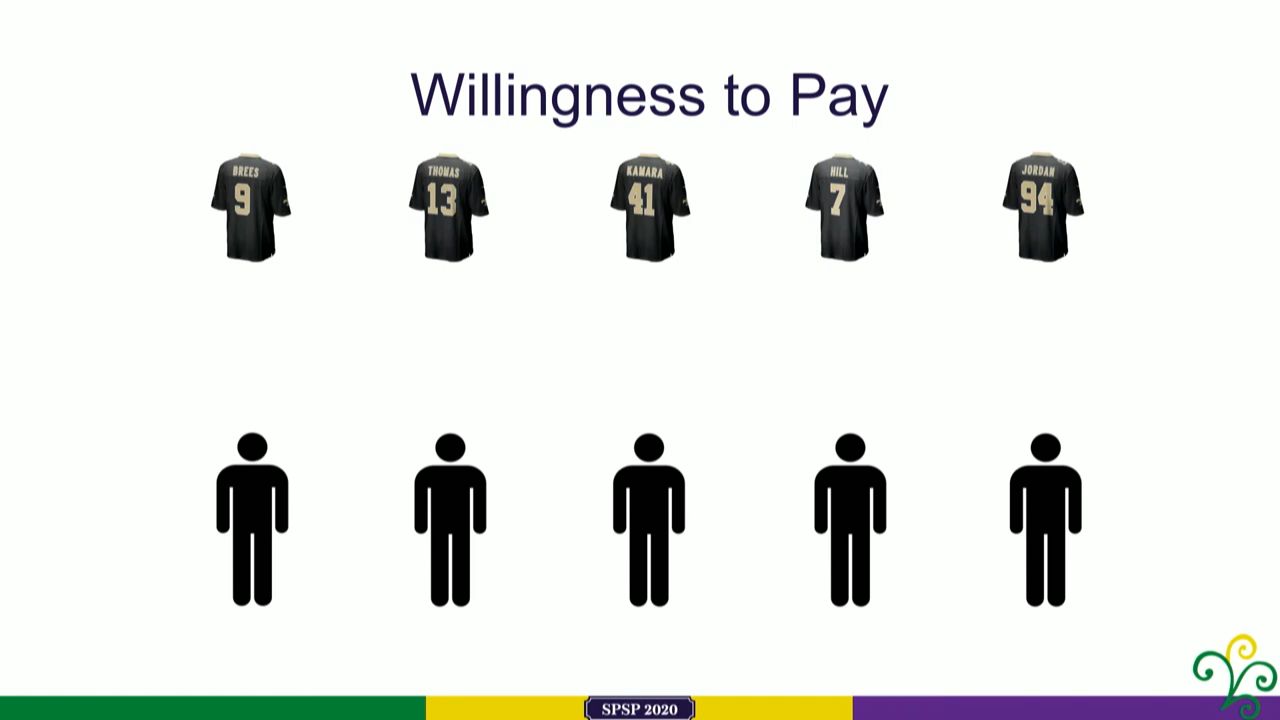 Willingness to Pay
BREES
9
THOMAS
13
KAMARA
41
HILL
7
JORDAN
94
SPSP 2020